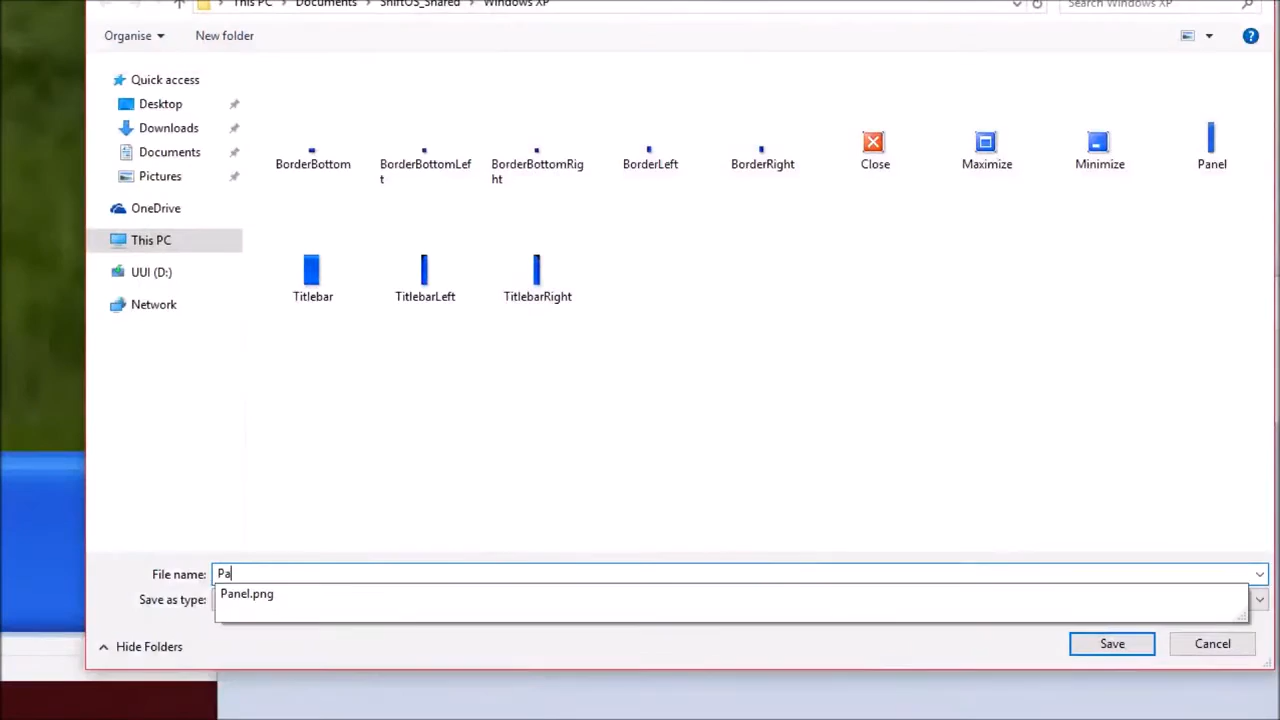 This PC > Documents > ShiftOS_Shared > Windows XP
Search Windows XP
Organise
New folder
?
Quick access
Desktop
Downloads
Documents
Pictures
OneDrive
This PC
UUI (D:)
Network
BorderBottom
BorderBottomLef
t
BorderBottomRig
ht
BorderLeft
BorderRight
Close
Maximize
Minimize
Panel
Titlebar
TitlebarLeft
TitlebarRight
File name: Pa
Panel.png
Save as type:
Hide Folders
Save
Cancel